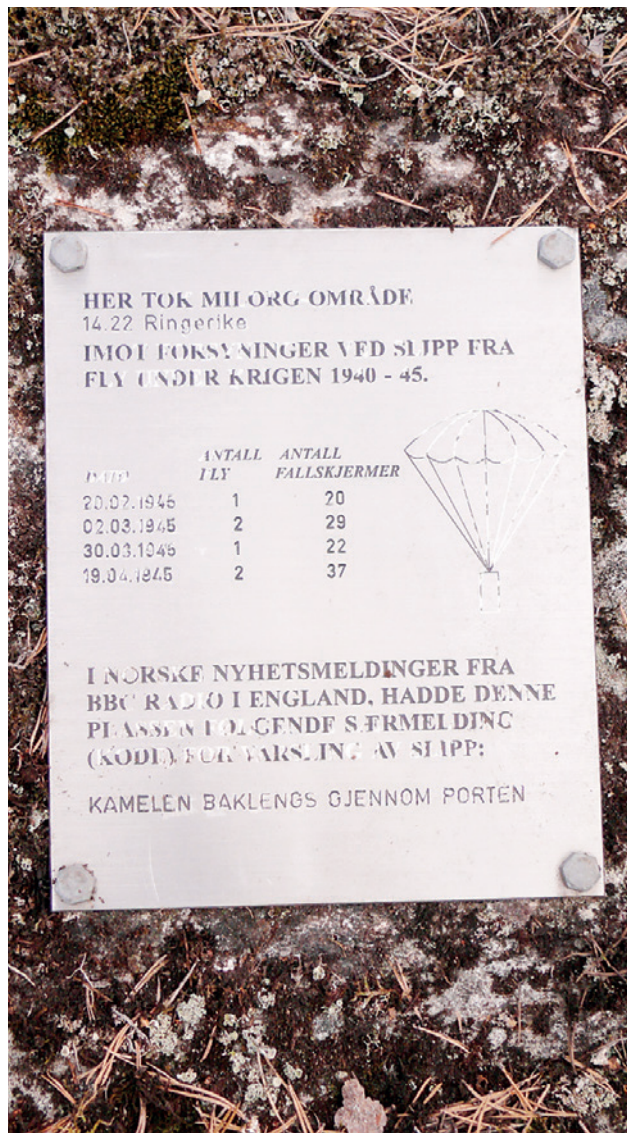 HER TOK MILORG OMRÅDE
14.22 Ringerike
IMOT FORSYNINGER VED SLIPP FRA
FLY UNDER KRIGEN 1940 - 45.
DATO ANTALL FLY ANTALL FALLSKJERMER
20.02.1945 1 20
02.03.1945 2 29
30.03.1945 1 22
19.04.1945 2 37
I NORSKE NYHETSMELDINGER FRA
BBC RADIO I ENGLAND, HADDE DENNE
PLASSEN FØLGENDE SÆRMELDING
(KODE) FOR VARSLING AV SLIPP:
KAMELEN BAKLENGS GJENNOM PORTEN